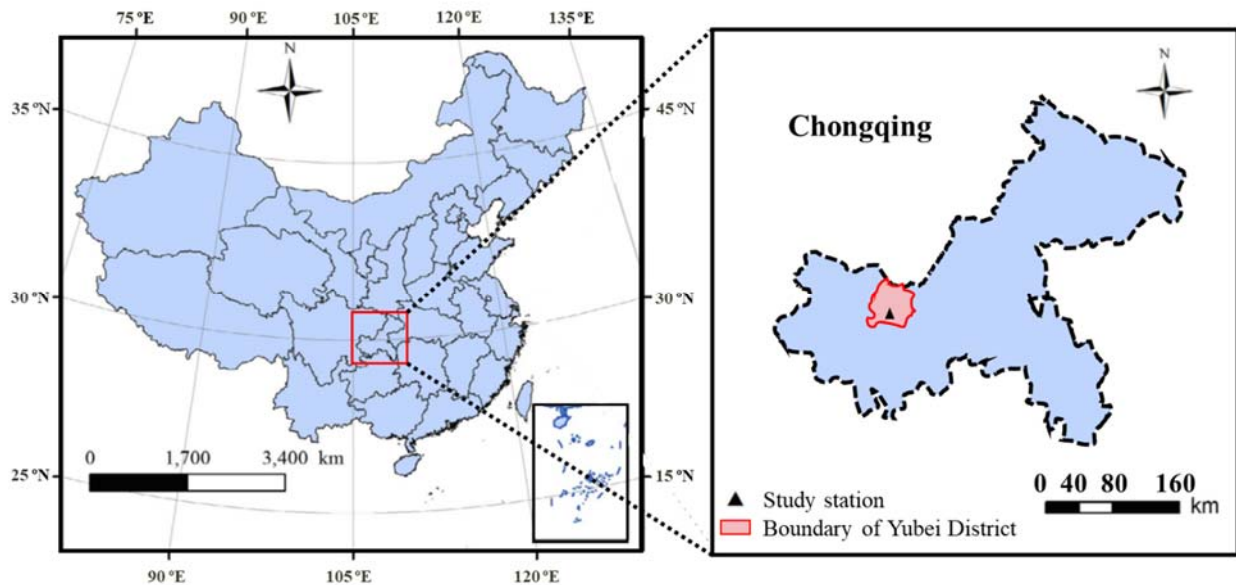 75°E 90°E 105°E 120°E 135°E
N
35°N 45°N
30°N 30°N
25°N 15°N
0 1,700 3,400 km
90°E 105°E 120°E
N
Chongqing
Study station
Boundary of Yubei District
0 40 80 160
km